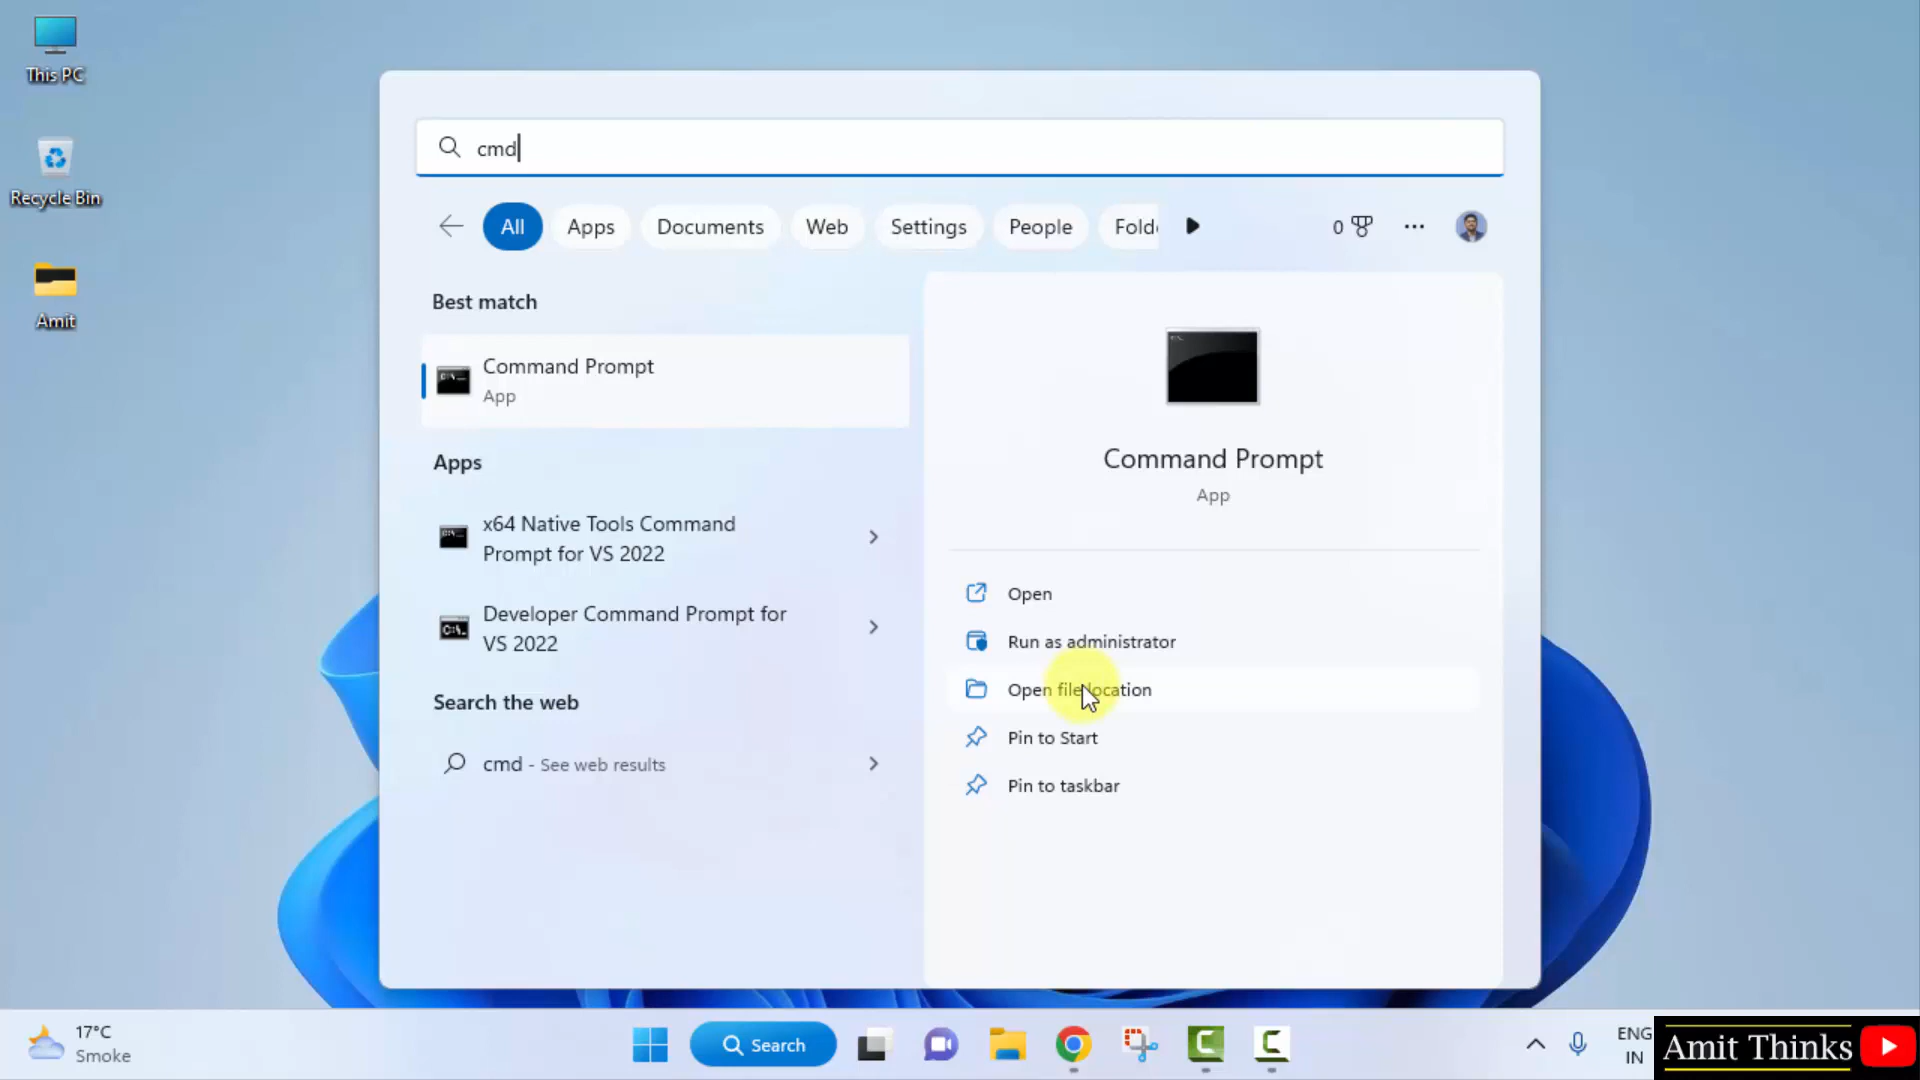 This PC
Recycle Bin
Amit
cmd
All
Apps
Documents
Web
Settings
People
Folde
0
Best match
Command Prompt
App
Apps
x64 Native Tools Command
Prompt for VS 2022
Developer Command Prompt for
VS 2022
Search the web
cmd - See web results
Command Prompt
App
Open
Run as administrator
Open file location
Pin to Start
Pin to taskbar
17°C
Smoke
Search
ENG
IN
Amit Thinks